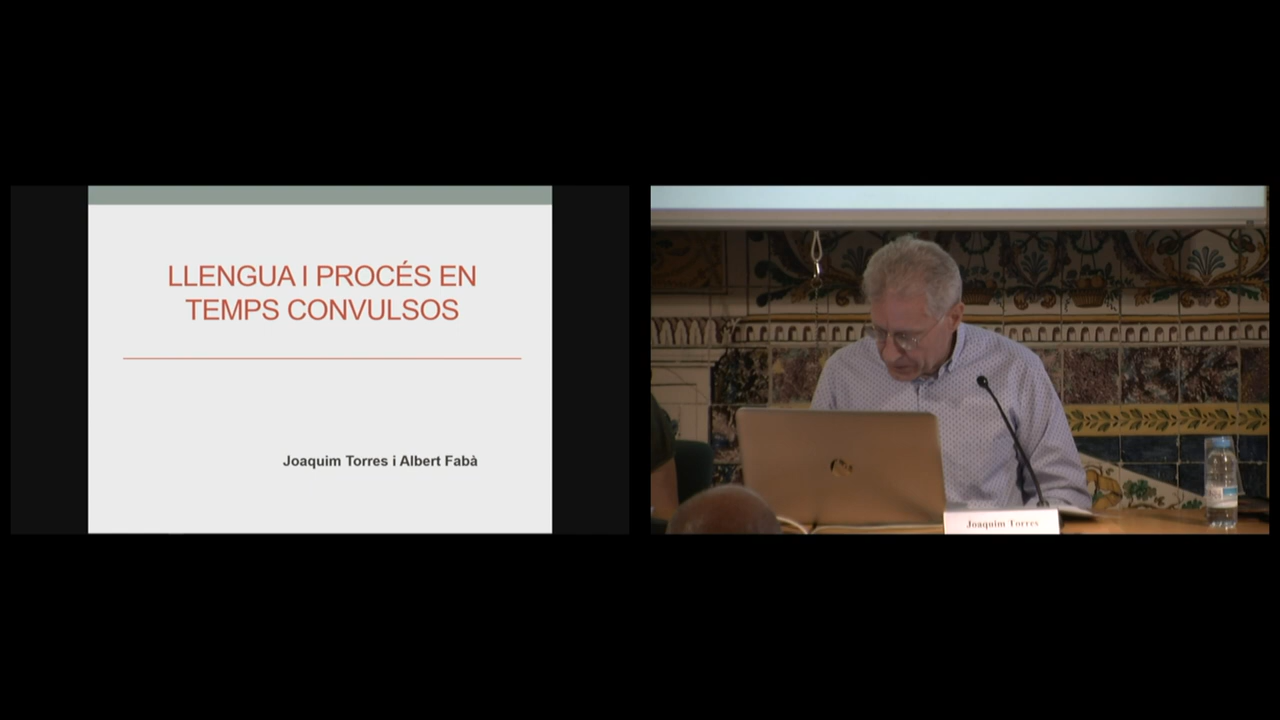 LLENGUA I PROCÉS EN
TEMPS CONVULSOS
Joaquim Torres i Albert Fabà
Joaquim Torres